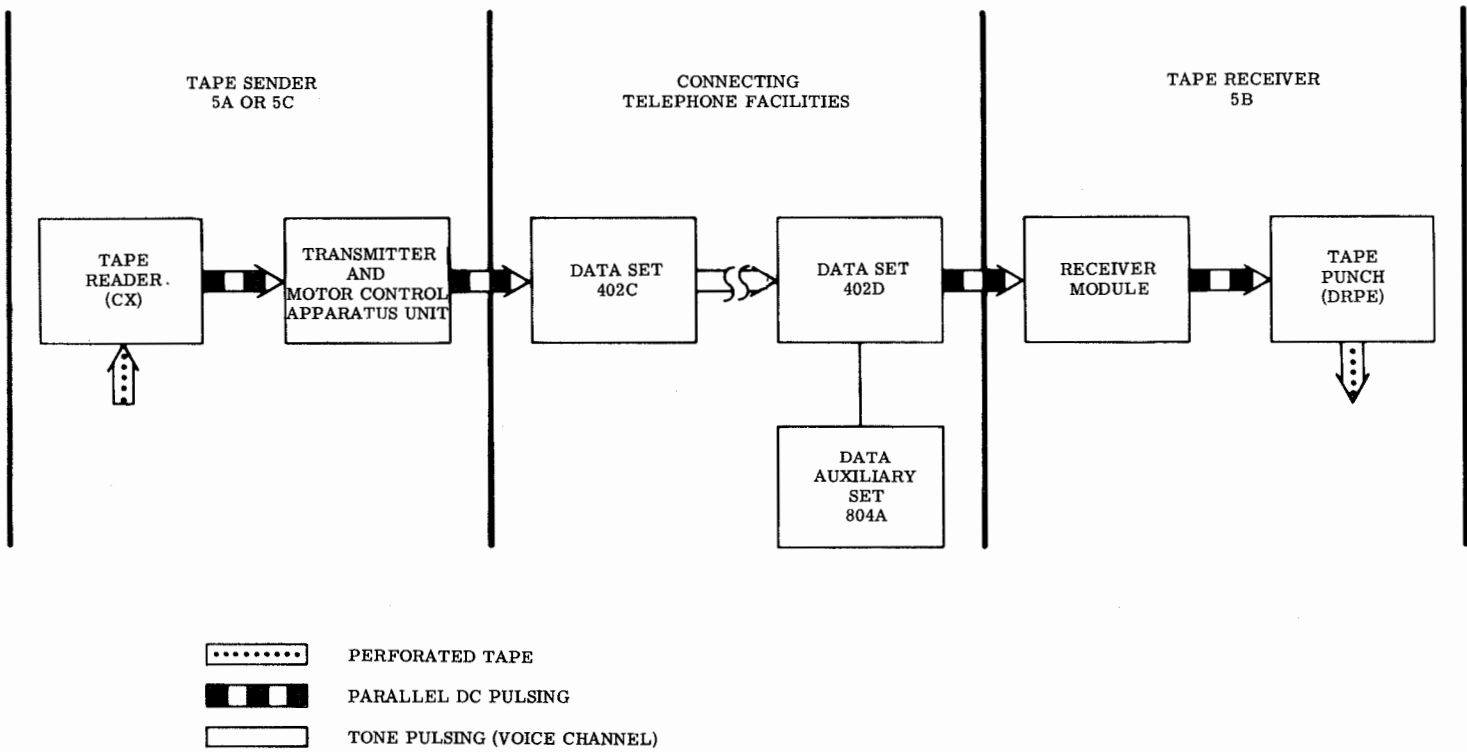 TAPE SENDER
5A OR 5C
CONNECTING
TELEPHONE FACILITIES
TAPE RECEIVER
5B
TAPE
READER.
(CX)
TRANSMITTER
AND
MOTOR CONTROL
APPARATUS UNIT
DATA SET
402C
DATA SET
402D
RECEIVER
MODULE
TAPE
PUNCH
(DRPE)
DATA
AUXILIARY
SET
804A
PERFORATED TAPE
PARALLEL DC PULSING
TONE PULSING (VOICE CHANNEL)